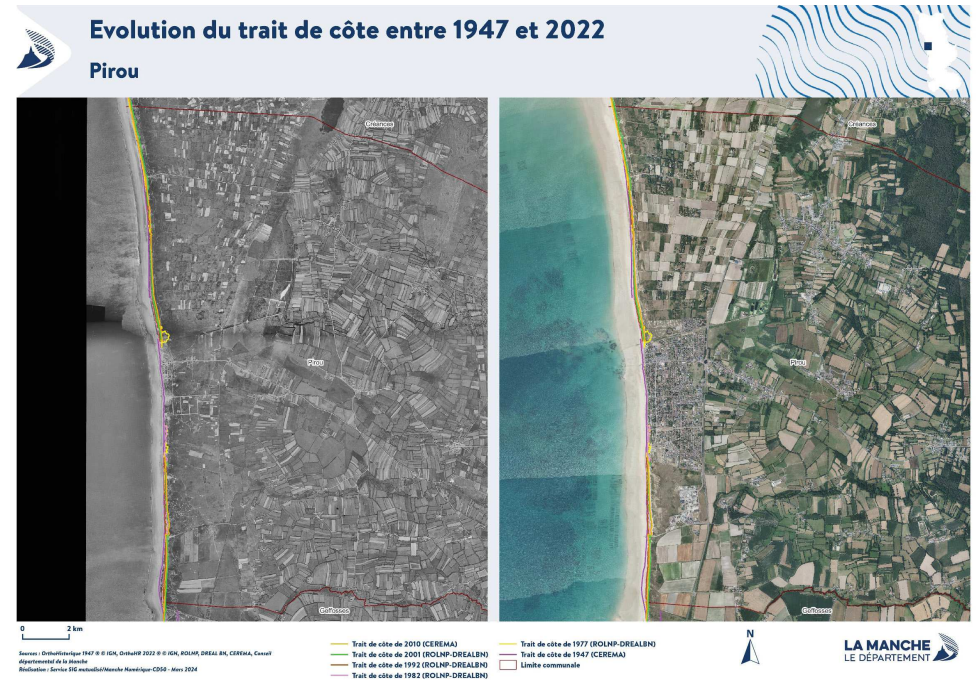 Evolution du trait de côte entre 1947 et 2022
Pirou
Créances
Pirou
Geffosses
Créances
Pirou
Geffosses
0 2 km
Sources : OrthoHistorique 1947 ® © IGN, OrthoHR 2022 ® © IGN, ROLNP, DREAL BN, CEREMA, Conseil
départemental de la Manche
Réalisation : Service SIG mutualisé/Manche Numérique-CD50 - Mars 2024
Trait de côte de 2010 (CEREMA)
Trait de côte de 2001 (ROLNP-DREALBN)
Trait de côte de 1992 (ROLNP-DREALBN)
Trait de côte de 1982 (ROLNP-DREALBN)
Trait de côte de 1977 (ROLNP-DREALBN)
Trait de côte de 1947 (CEREMA)
Limite communale
N
LA MANCHE
LE DÉPARTEMENT